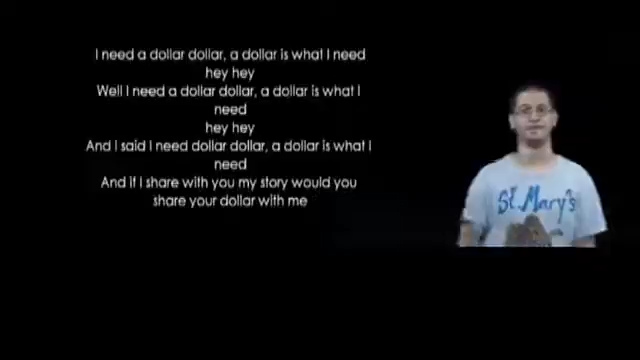 I need a dollar dollar, a dollar is what I need
hey hey
Well I need a dollar dollar, a dollar is what I
need
hey hey
And I said I need dollar dollar, a dollar is what I
need
And if I share with you my story would you
share your dollar with me
St. Mary's